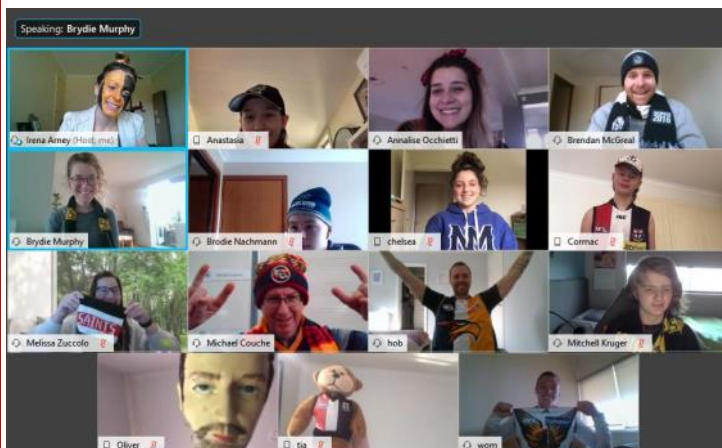 Speaking: Brydie Murphy
Irena Arney (Host, me)
Anastasia
Annalise Occhietti
Brendan McGreal
Brydie Murphy
Brodie Nachmann
chelsea
Cormac
SAINTS
Melissa Zuccolo
Michael Couche
hob
Mitchell Kruger
Oliver
tia
wom